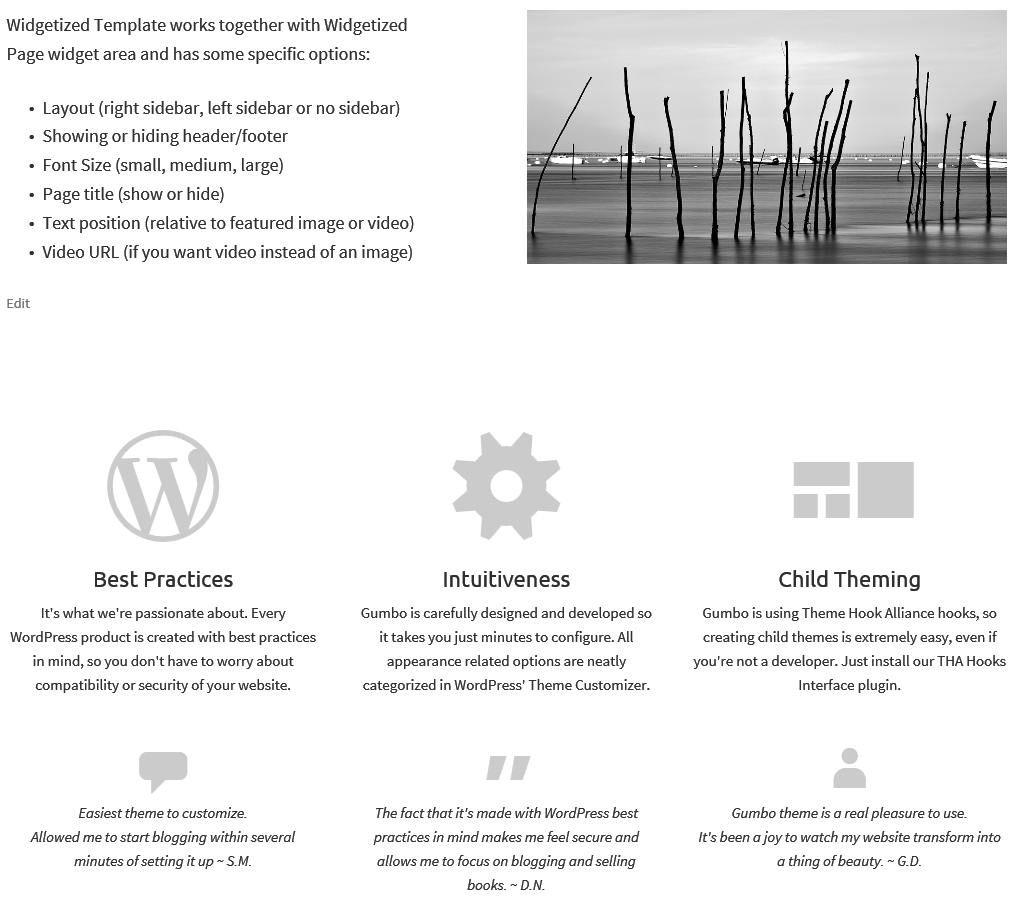 Widgetized Template works together with Widgetized
Page widget area and has some specific options:
• Layout (right sidebar, left sidebar or no sidebar)
• Showing or hiding header/footer
• Font Size (small, medium, large)
• Page title (show or hide)
• Text position (relative to featured image or video)
• Video URL (if you want video instead of an image)
Edit
Best Practices
It's what we're passionate about. Every
WordPress product is created with best practices
in mind, so you don't have to worry about
compatibility or security of your website.
Intuitiveness
Gumbo is carefully designed and developed so
it takes you just minutes to configure. All
appearance related options are neatly
categorized in WordPress' Theme Customizer.
Child Theming
Gumbo is using Theme Hook Alliance hooks, so
creating child themes is extremely easy, even if
you're not a developer. Just install our THA Hooks
Interface plugin.
Easiest theme to customize.
Allowed me to start blogging within several
minutes of setting it up ~ S.M.
The fact that it's made with WordPress best
practices in mind makes me feel secure and
allows me to focus on blogging and selling
books. ~ D.N.
Gumbo theme is a real pleasure to use.
It's been a joy to watch my website transform into
a thing of beauty. ~ G.D.